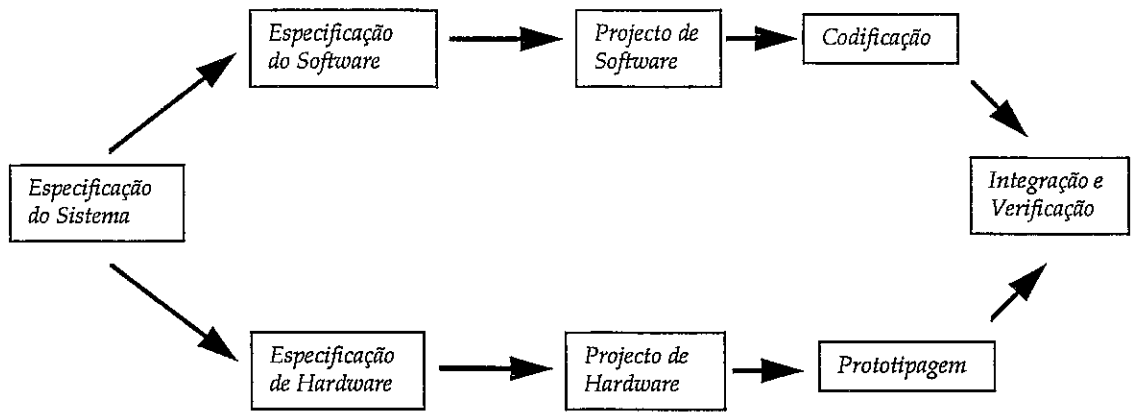 Especificação
do Software
Projecto de
Software
Codificação
Especificação
do Sistema
Integração e
Verificação
Especificação
de Hardware
Projecto de
Hardware
Prototipagem